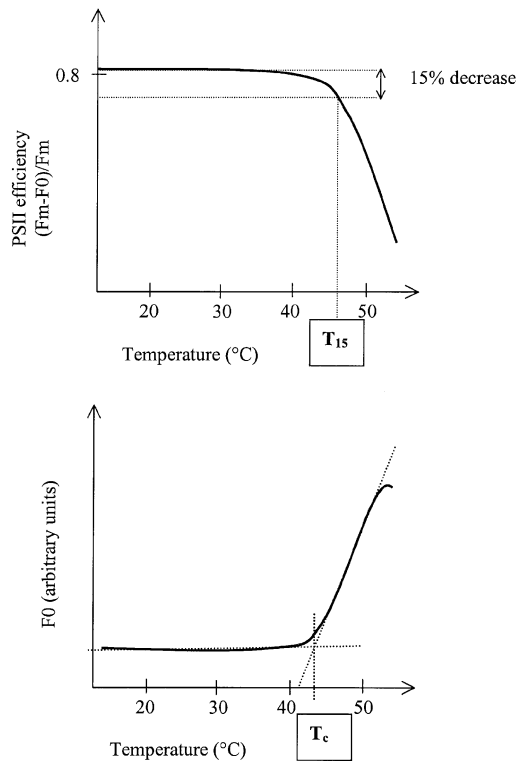 0.8
15% decrease
PSII efficiency
(Fm-F0)/Fm
20 30 40 50
T15
Temperature (°C)
F0 (arbitrary units)
20 30 40 50
Tc
Temperature (°C)